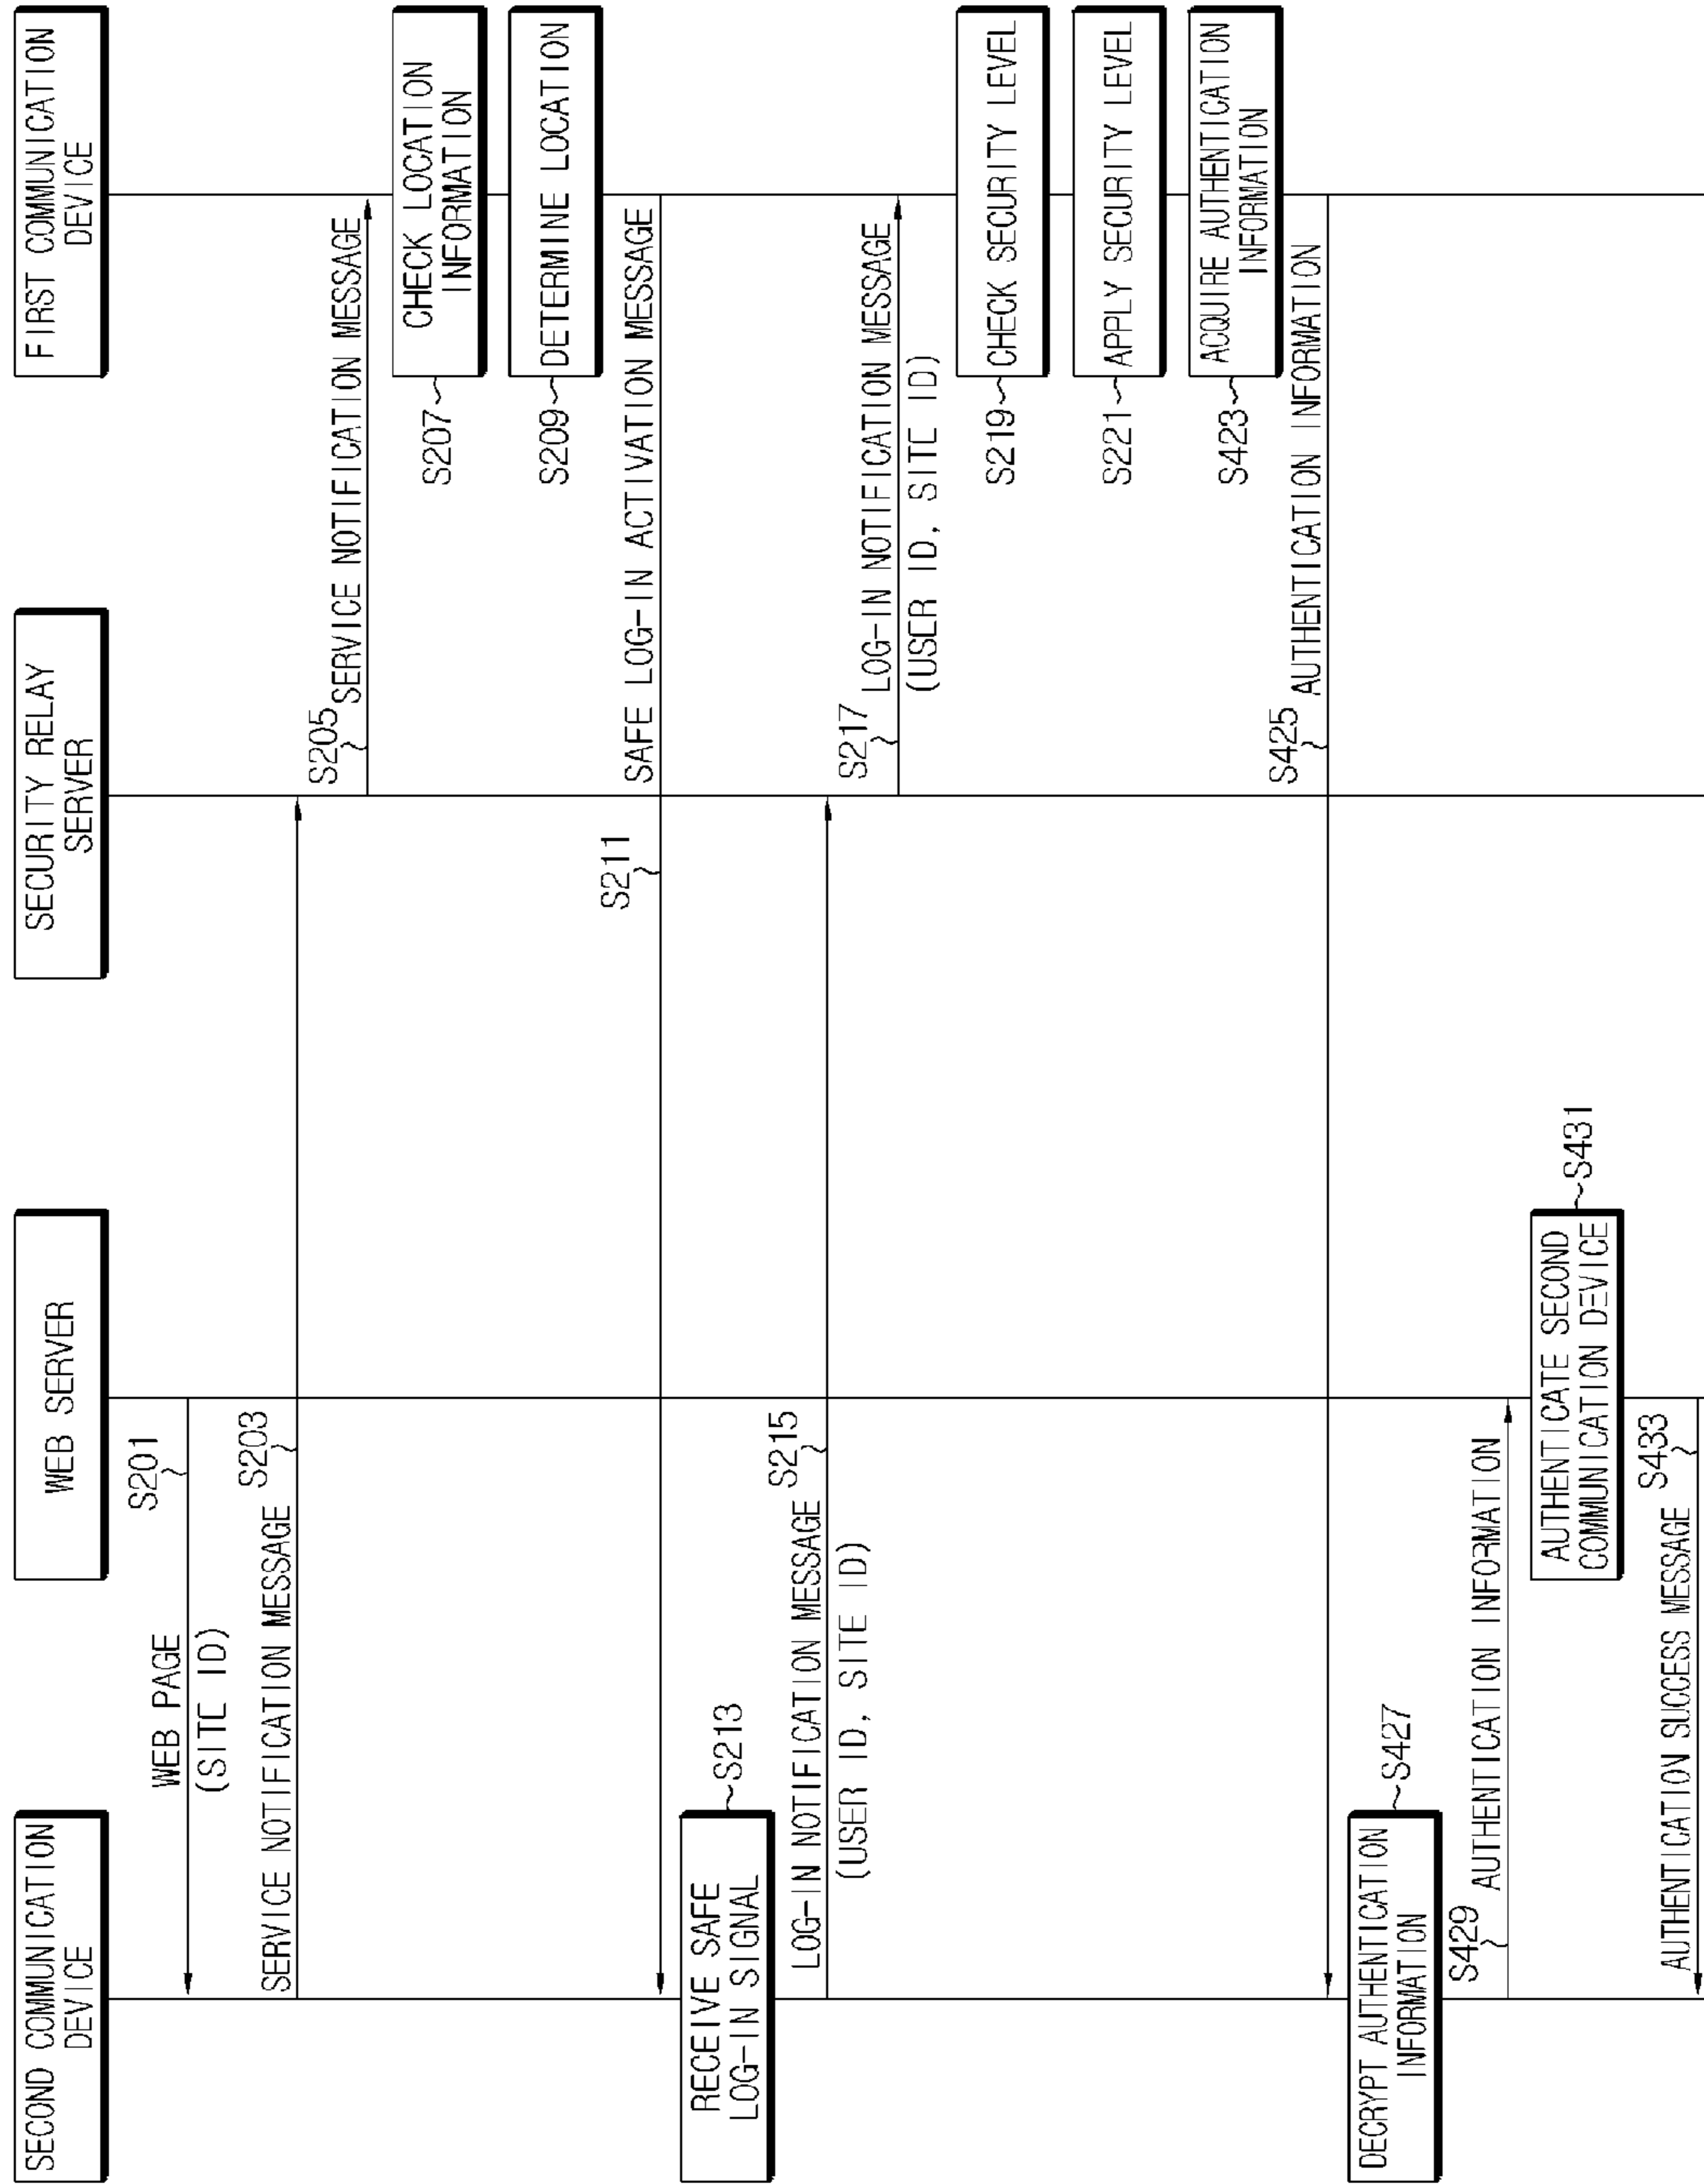 SECOND COMMUNICATION
DEVICE
WEB SERVER
SECURITY RELAY
SERVER
FIRST COMMUNICATION
DEVICE
S201
WEB PAGE
(SITE ID)
SERVICE NOTIFICATION MESSAGE
S203
S205
SERVICE NOTIFICATION MESSAGE
CHECK LOCATION
INFORMATION
S207
DETERMINE LOCATION
S209
S211
SAFE LOG-IN ACTIVATION MESSAGE
RECEIVE SAFE
LOG-IN SIGNAL
S213
LOG-IN NOTIFICATION MESSAGE
S215
(USER ID, SITE ID)
S217
LOG-IN NOTIFICATION MESSAGE
(USER ID, SITE ID)
S219
CHECK SECURITY LEVEL
S221
APPLY SECURITY LEVEL
S423
ACQUIRE AUTHENTICATION
INFORMATION
S425
AUTHENTICATION INFORMATION
DECRYPT AUTHENTICATION
INFORMATION
S427
S429
AUTHENTICATION INFORMATION
AUTHENTICATE SECOND
COMMUNICATION DEVICE
S431
AUTHENTICATION SUCCESS MESSAGE
S433